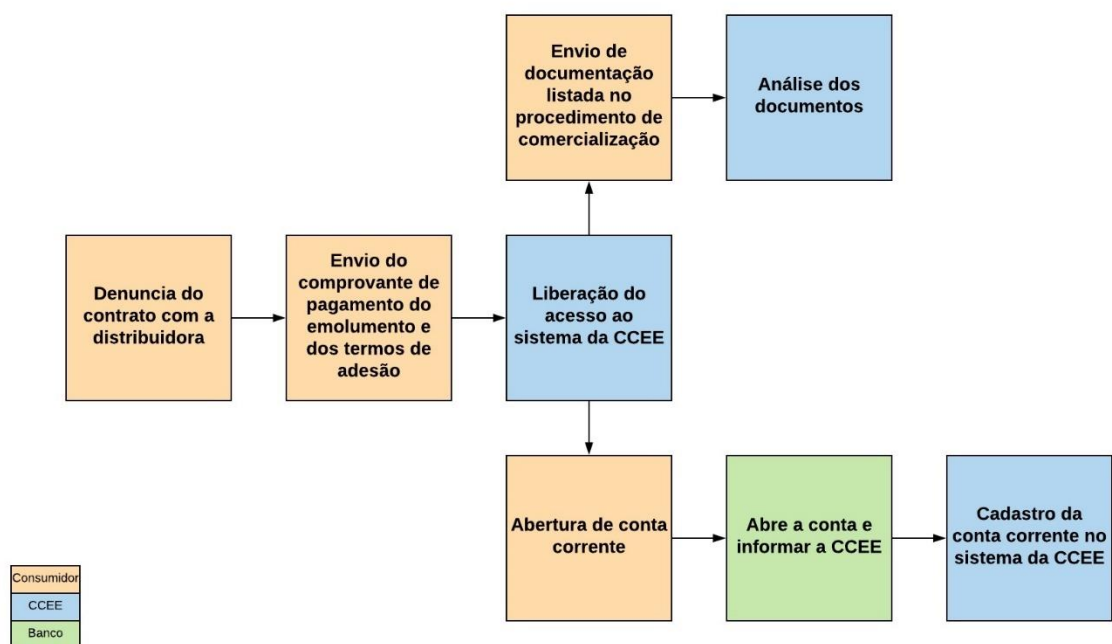 Envio de
documentação
listada no
procedimento de
comercialização
Análise dos
documentos
Denuncia do
contrato com a
distribuidora
Envio do
comprovante de
pagamento do
emolumento e
dos termos de
adesão
Liberação do
acesso ao
sistema da CCEE
Abertura de conta
corrente
Abre a conta e
informar a CCEE
Cadastro da
conta corrente no
sistema da CCEE
Consumidor
CCEE
Banco